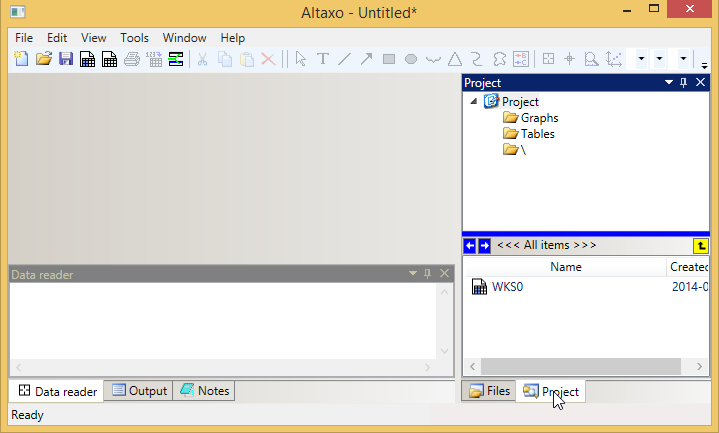 Altaxo - Untitled*
File Edit View Tools Window Help
Project
Project
Graphs
Tables
\
<<< All items >>>
Name Created
WKS0 2014-0
Data reader
Data reader Output Notes
Files Project
Ready